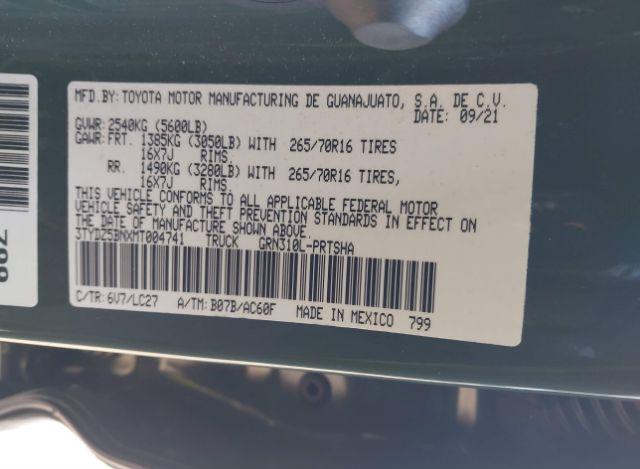 MFD.BY: TOYOTA MOTOR MANUFACTURING DE GUANAJUATO, S.A. DE C.V.
DATE: 09/21
GVWR: 2540KG (5600LB)
GAWR: FRT. 1385KG (3050LB) WITH 265/70R16 TIRES
16X7J RIMS,
RR. 1490KG (3280LB) WITH 265/70R16 TIRES,
16X7J RIMS.
THIS VEHICLE CONFORMS TO ALL APPLICABLE FEDERAL MOTOR
VEHICLE SAFETY AND THEFT PREVENTION STANDARDS IN EFFECT ON
THE DATE OF MANUFACTURE SHOWN ABOVE.
3TYDZ5BNXMT004741 TRUCK GRN310L-PRTSHA
C/TR: 6V7/LC27 A/TM: B07B/AC60F MADE IN MEXICO 799